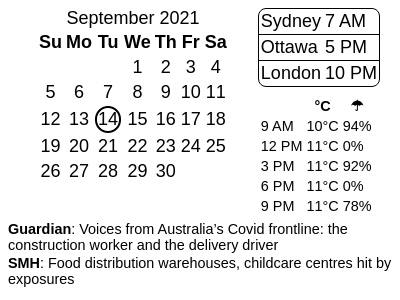 September 2021
Su Mo Tu We Th Fr Sa
1 2 3 4
5 6 7 8 9 10 11
12 13 14 15 16 17 18
19 20 21 22 23 24 25
26 27 28 29 30
Sydney 7 AM
Ottawa 5 PM
London 10 PM
°C ☂
9 AM 10°C 94%
12 PM 11°C 0%
3 PM 11°C 92%
6 PM 11°C 0%
9 PM 11°C 78%
Guardian: Voices from Australia’s Covid frontline: the
construction worker and the delivery driver
SMH: Food distribution warehouses, childcare centres hit by
exposures